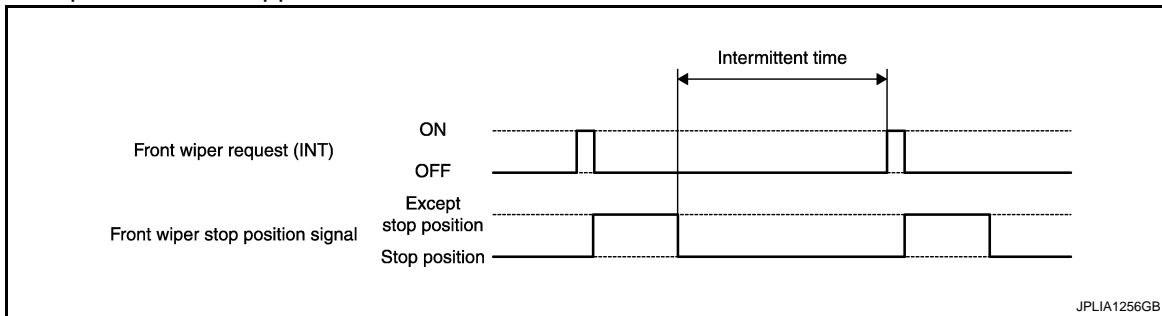 Intermittent time
ON
Front wiper request (INT)
OFF
Except
stop position
Front wiper stop position signal
Stop position
JPLIA1256GB